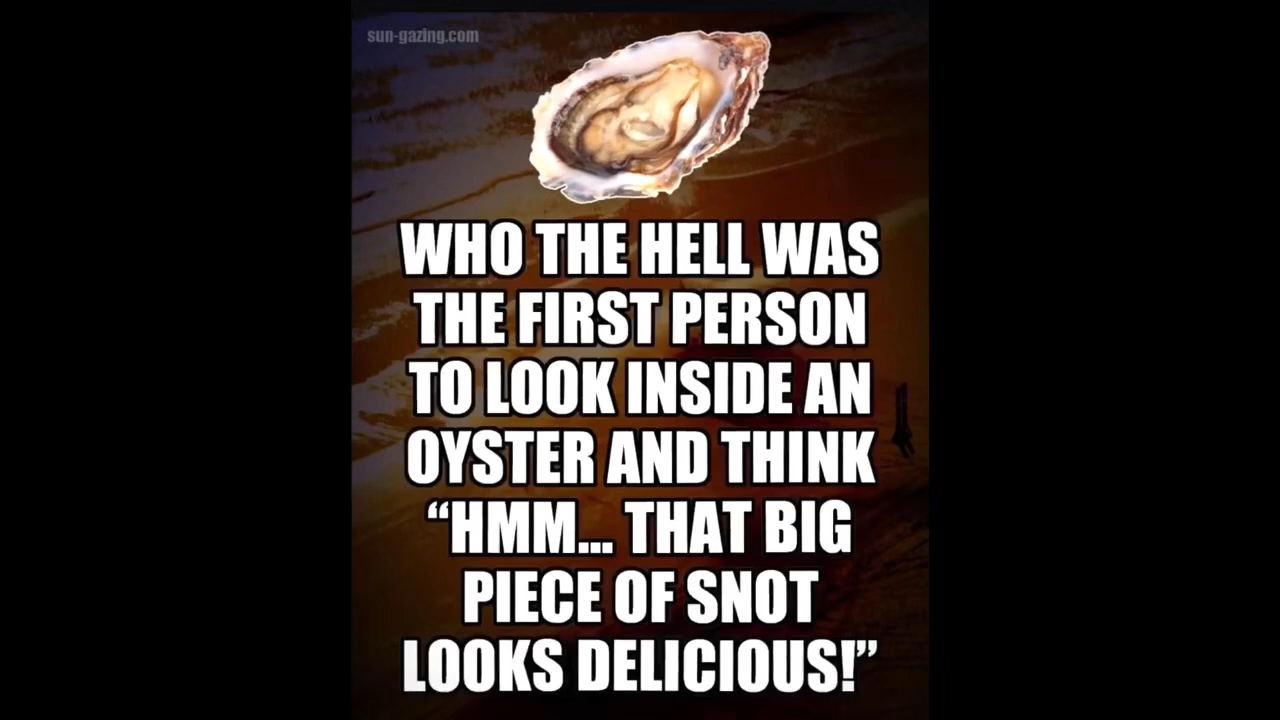 sun-gazing.com
WHO THE HELL WAS
THE FIRST PERSON
TO LOOK INSIDE AN
OYSTER AND THINK
“HMM... THAT BIG
PIECE OF SNOT
LOOKS DELICIOUS!”